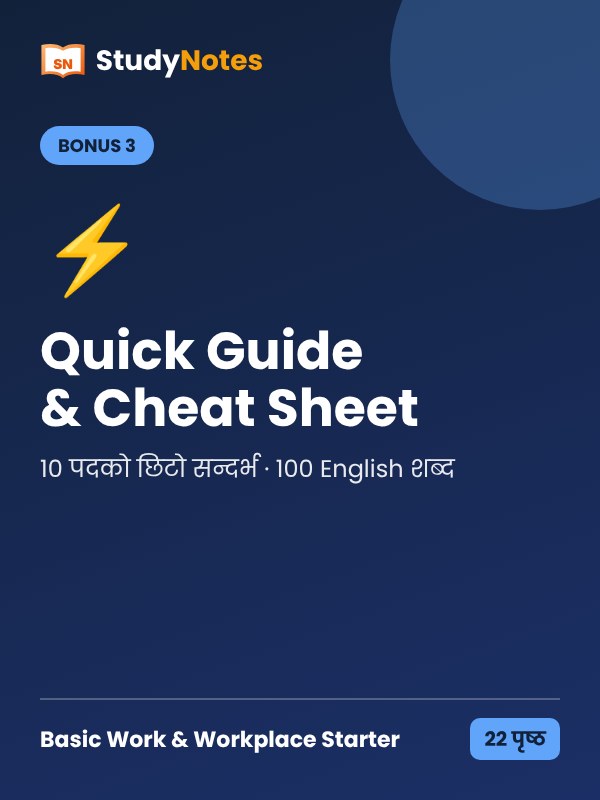 SN
StudyNotes
BONUS 3
Quick Guide
& Cheat Sheet
10 पदको छिटो सन्दर्भ · 100 English शब्द
Basic Work & Workplace Starter
22 पृष्ठ